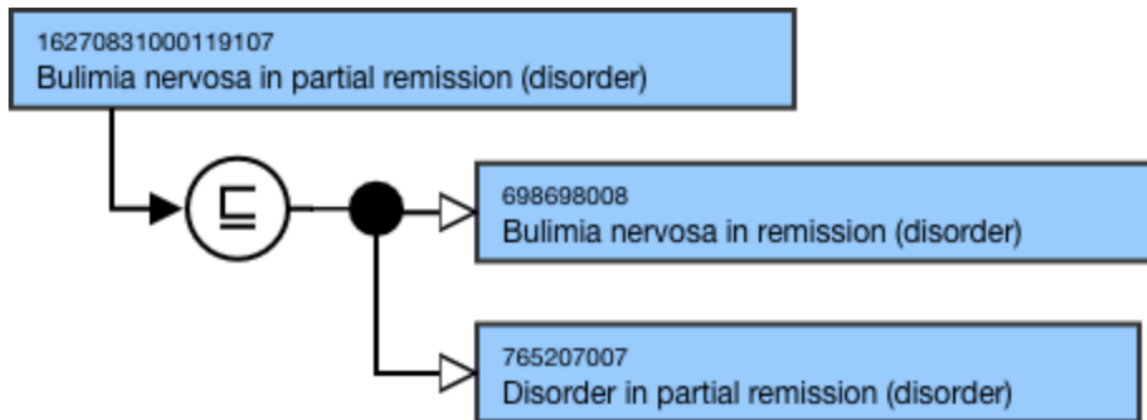 16270831000119107
Bulimia nervosa in partial remission (disorder)
⊑
698698008
Bulimia nervosa in remission (disorder)
765207007
Disorder in partial remission (disorder)